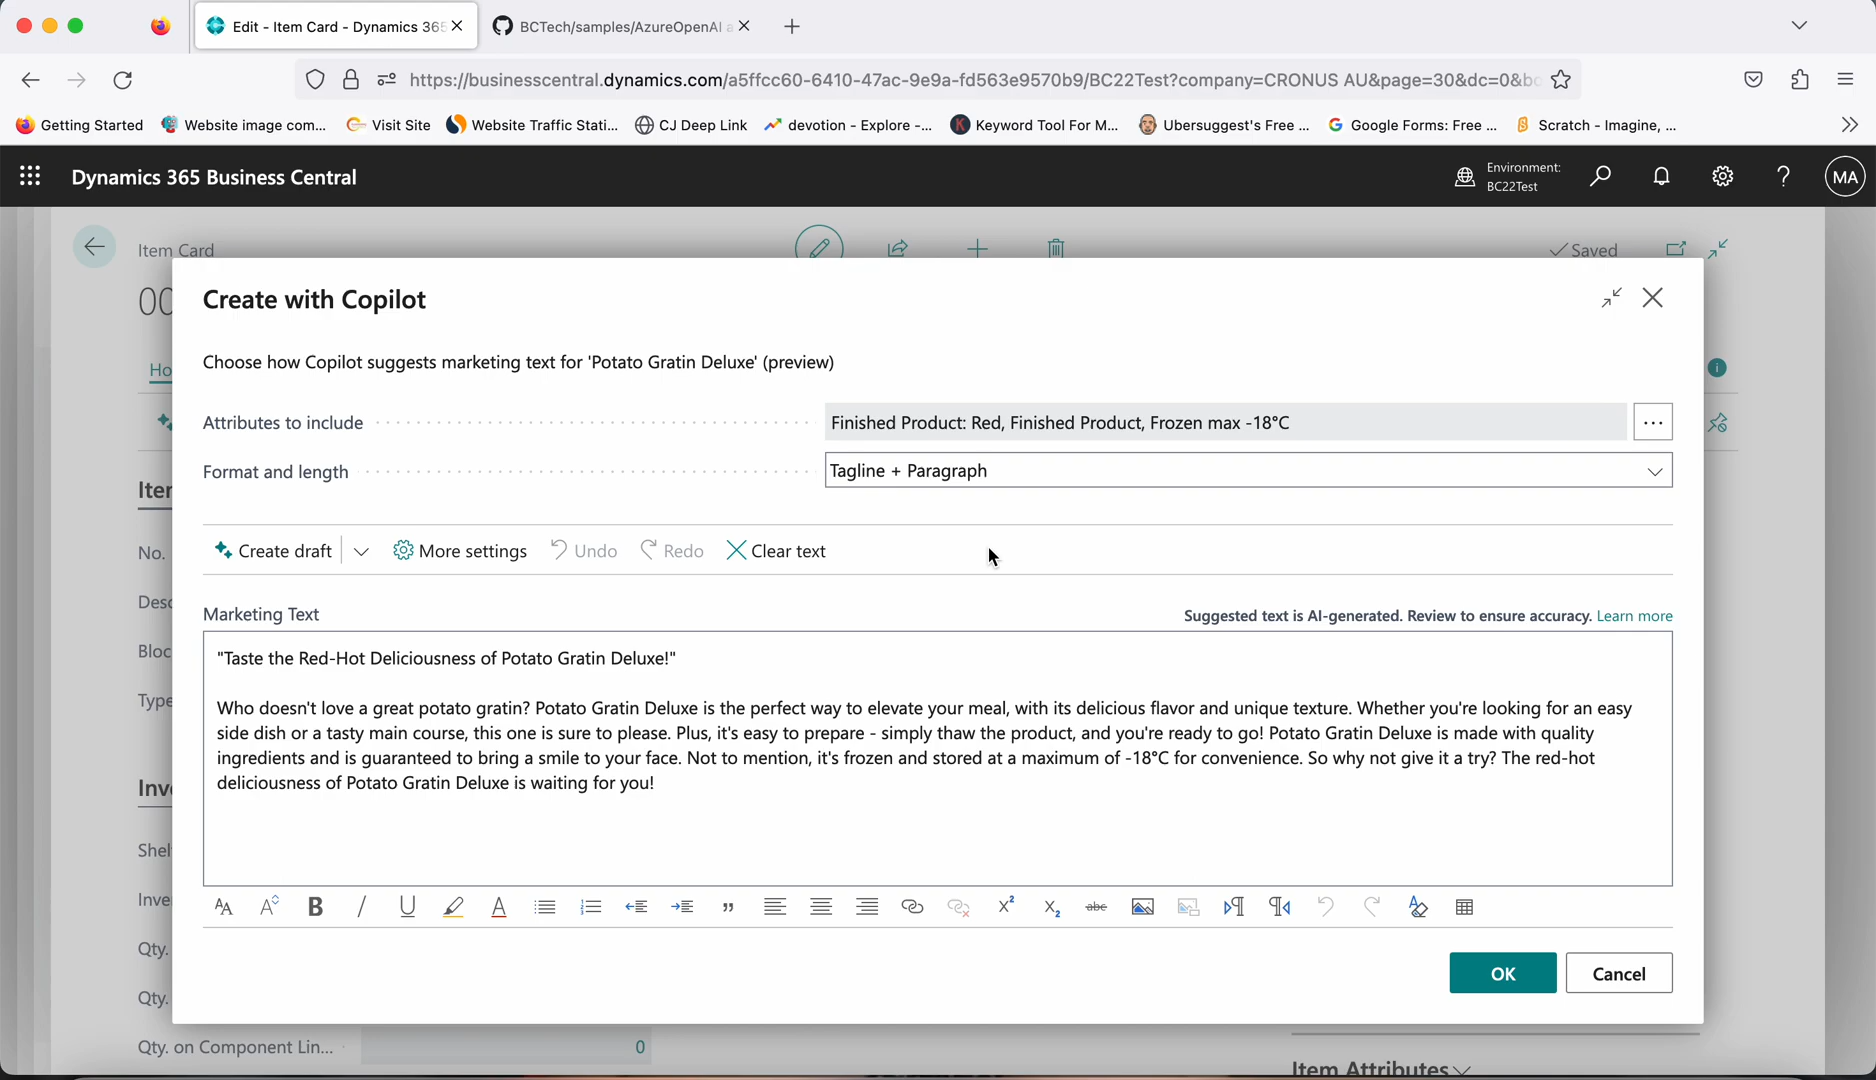 Edit - Item Card - Dynamics 365
BCTech/samples/AzureOpenAI a
https://businesscentral.dynamics.com/a5ffcc60-6410-47ac-9e9a-fd563e9570b9/BC22Test?company=CRONUS AU&page=30&dc=0&bo
Getting Started
Website image com...
Visit Site
Website Traffic Stati...
CJ Deep Link
devotion - Explore -...
Keyword Tool For M...
Ubersuggest's Free ...
Google Forms: Free ...
Scratch - Imagine, ...
Dynamics 365 Business Central
Environment:
BC22Test
MA
Item Card
Saved
00
Ho
Create with Copilot
Choose how Copilot suggests marketing text for 'Potato Gratin Deluxe' (preview)
Attributes to include
Finished Product: Red, Finished Product, Frozen max -18°C
Format and length
Tagline + Paragraph
Create draft
More settings
Undo
Redo
Clear text
Marketing Text
Suggested text is AI-generated. Review to ensure accuracy. Learn more
"Taste the Red-Hot Deliciousness of Potato Gratin Deluxe!"
Who doesn't love a great potato gratin? Potato Gratin Deluxe is the perfect way to elevate your meal, with its delicious flavor and unique texture. Whether you're looking for an easy
side dish or a tasty main course, this one is sure to please. Plus, it's easy to prepare - simply thaw the product, and you're ready to go! Potato Gratin Deluxe is made with quality
ingredients and is guaranteed to bring a smile to your face. Not to mention, it's frozen and stored at a maximum of -18°C for convenience. So why not give it a try? The red-hot
deliciousness of Potato Gratin Deluxe is waiting for you!
OK
Cancel
Iter
No.
Desc
Bloc
Type
Inv
Shel
Inve
Qty.
Qty.
Qty. on Component Lin...
0
Item Attributes